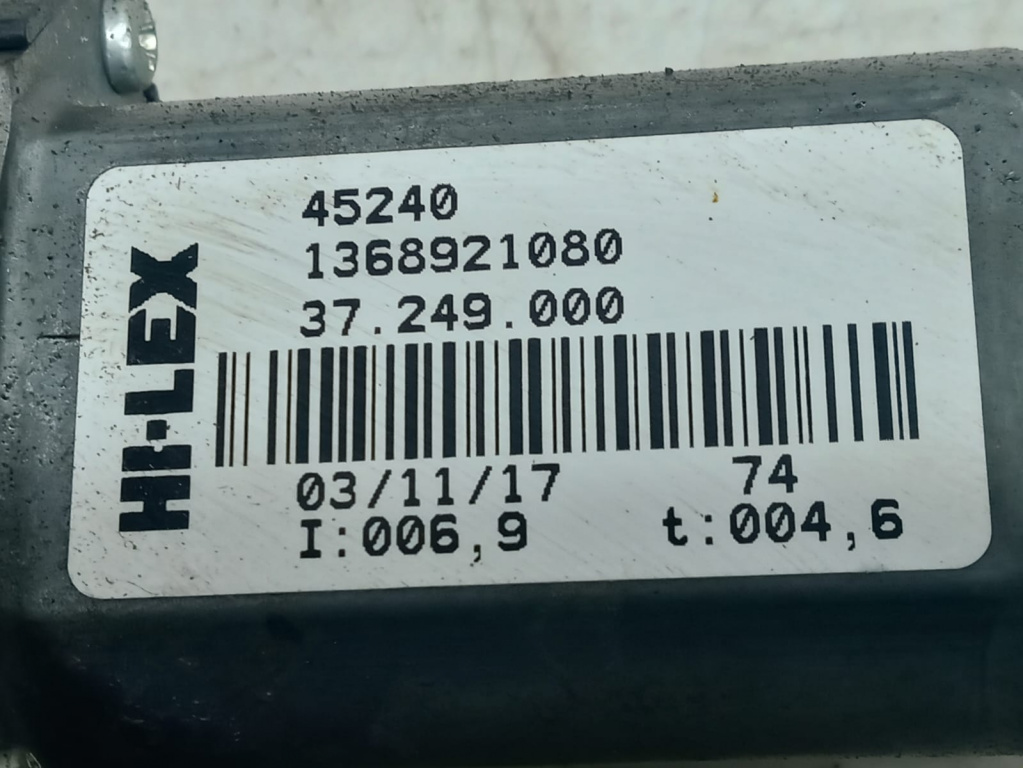 HI-LEX
45240
1368921080
37.249.000
03/11/17 74
I:006,9 t:004,6